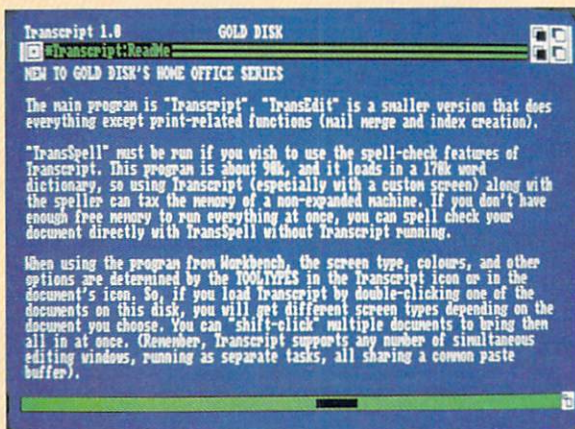 Transcript 1.0 GOLD DISK
#Transcript:ReadMe
NEW TO GOLD DISK'S HOME OFFICE SERIES
The main program is "Transcript". "TransEdit" is a smaller version that does
everything except print-related functions (mail merge and index creation).
"TransSpell" must be run if you wish to use the spell-check features of
Transcript. This program is about 90k, and it loads in a 170k word
dictionary, so using Transcript (especially with a custom screen) along with
the speller can tax the memory of a non-expanded machine. If you don't have
enough free memory to run everything at once, you can spell check your
document directly with TransSpell without Transcript running.
When using the program from Workbench, the screen type, colours, and other
options are determined by the TOOLTYPES in the Transcript icon or in the
document's icon. So, if you load Transcript by double-clicking one of the
documents on this disk, you will get different screen types depending on the
document you choose. You can "shift-click" multiple documents to bring them
all in at once. (Remember, Transcript supports any number of simultaneous
editing windows, running as separate tasks, all sharing a common paste
buffer).